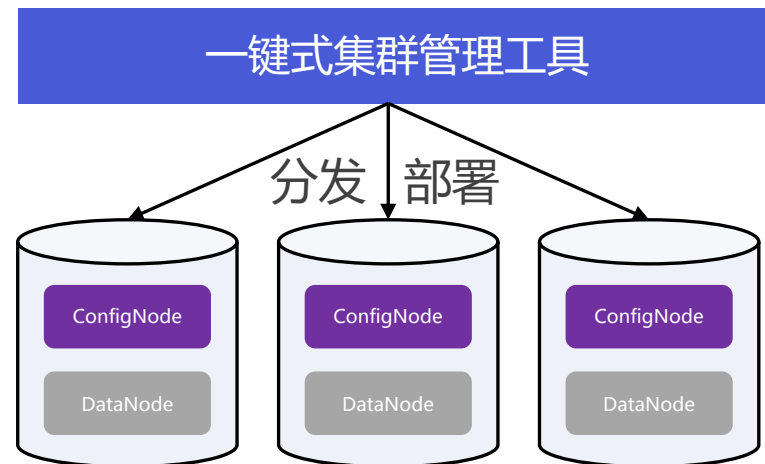 一键式集群管理工具
分发 部署
ConfigNode ConfigNode ConfigNode
DataNode DataNode DataNode